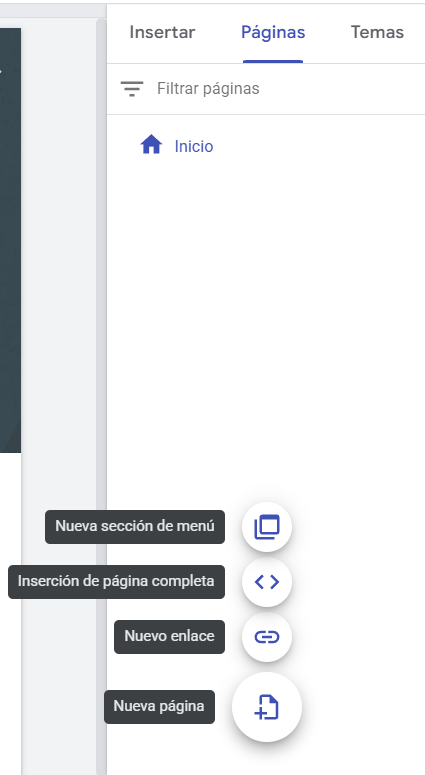 Insertar
Páginas
Temas
Filtrar páginas
Inicio
Nueva sección de menú
Inserción de página completa
Nuevo enlace
Nueva página